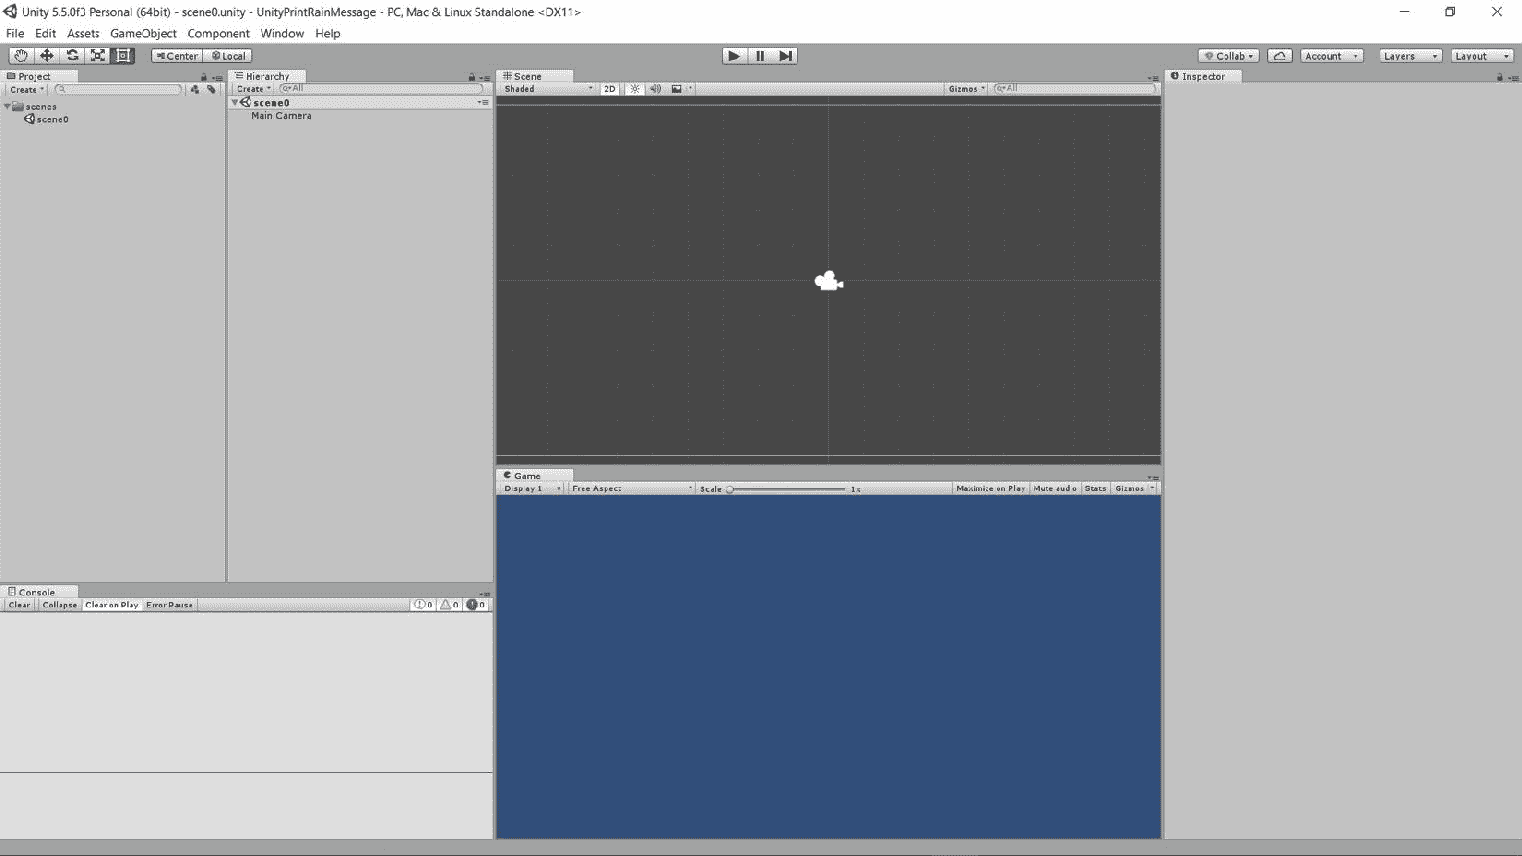 Unity 5.5.0f3 Personal (64bit) - scene0.unity - UnityPrintRainMessage - PC, Mac & Linux Standalone <DX11>
File Edit Assets GameObject Component Window Help
Center Local Collab Account Layers Layout
Project Hierarchy Scene Inspector
Create Create All Shaded 2D Gizmos All
scenes scene0
scene0 Main Camera
Game
Display 1 Free Aspect Scale 1x Maximize on Play Mute audio Stats Gizmos
Console
Clear Collapse Clear on Play Error Pause 0 0 0